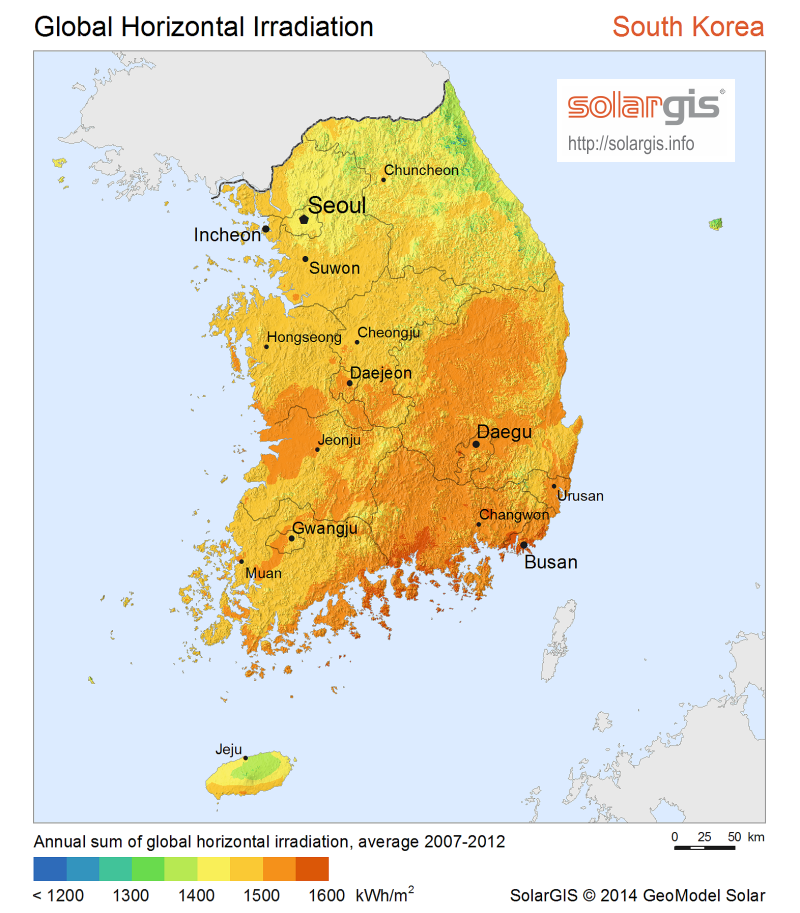 Global Horizontal Irradiation
South Korea
solargis®
http://solargis.info
Chuncheon
Seoul
Incheon
Suwon
Hongseong
Cheongju
Daejeon
Daegu
Jeonju
Urusan
Changwon
Gwangju
Busan
Muan
Jeju
Annual sum of global horizontal irradiation, average 2007-2012
0 25 50 km
< 1200 1300 1400 1500 1600 kWh/m²
SolarGIS © 2014 GeoModel Solar